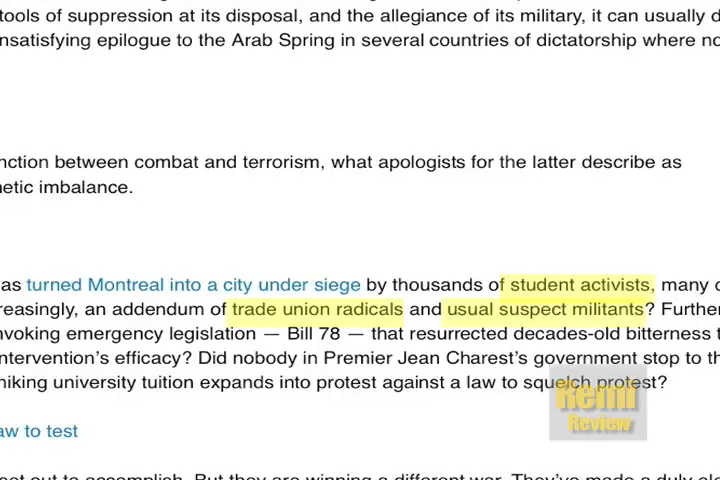 tools of suppression at its disposal, and the allegiance of its military, it can usually d
nsatisfying epilogue to the Arab Spring in several countries of dictatorship where no
nction between combat and terrorism, what apologists for the latter describe as
netic imbalance.
as turned Montreal into a city under siege by thousands of student activists, many o
reasingly, an addendum of trade union radicals and usual suspect militants? Further
nvoking emergency legislation — Bill 78 — that resurrected decades-old bitterness t
intervention's efficacy? Did nobody in Premier Jean Charest's government stop to th
hiking university tuition expands into protest against a law to squelch protest?
Remi
Review
aw to test
set out to accomplish. But they are winning a different war. They've made a duly ele